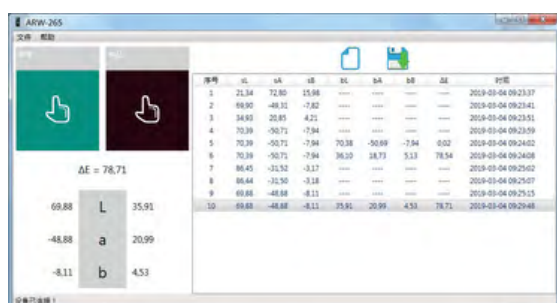 ARW-265
文件 帮助
序号 sL sA sB bL bA bB ΔE 时间
1 21,34 72,80 15,98 ---- ---- ---- ---- 2019-03-04 09:23:37
2 69,90 -49,31 -7,82 ---- ---- ---- ---- 2019-03-04 09:23:42
3 34,93 20,85 4,21 ---- ---- ---- ---- 2019-03-04 09:23:51
4 70,39 -50,71 -7,94 ---- ---- ---- ---- 2019-03-04 09:23:59
5 70,39 -50,71 -7,94 70,38 -50,69 -7,94 0,02 2019-03-04 09:24:02
6 70,39 -50,71 -7,94 36,10 18,73 5,13 78,54 2019-03-04 09:24:08
7 86,45 -31,52 -3,17 ---- ---- ---- ---- 2019-03-04 09:25:02
8 86,44 -31,50 -3,18 ---- ---- ---- ---- 2019-03-04 09:25:07
9 69,88 -48,88 -8,11 ---- ---- ---- ---- 2019-03-04 09:25:15
10 69,88 -48,88 -8,11 35,91 20,99 4,53 78,71 2019-03-04 09:29:48
ΔE = 78,71
69,88 L 35,91
-48,88 a 20,99
-8,11 b 4,53
设备已连接！